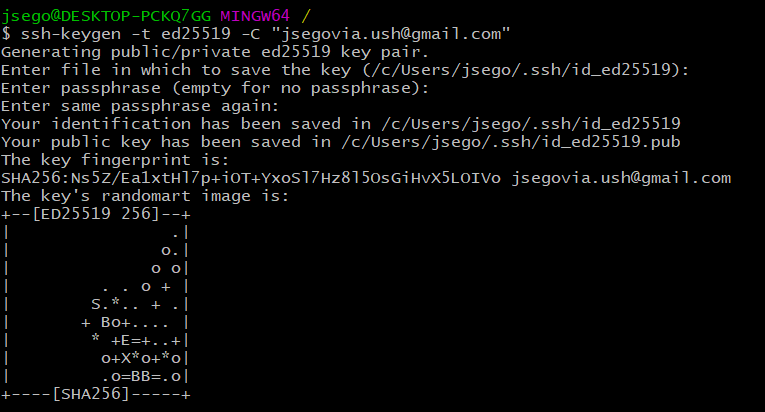 jsego@DESKTOP-PCKQ7GG MINGW64 /
$ ssh-keygen -t ed25519 -C "jsegovia.ush@gmail.com"
Generating public/private ed25519 key pair.
Enter file in which to save the key (/c/Users/jsego/.ssh/id_ed25519):
Enter passphrase (empty for no passphrase):
Enter same passphrase again:
Your identification has been saved in /c/Users/jsego/.ssh/id_ed25519
Your public key has been saved in /c/Users/jsego/.ssh/id_ed25519.pub
The key fingerprint is:
SHA256:Ns5Z/Ea1xtHl7p+iOT+YxoSl7Hz8l5OsGiHvX5LOIVo jsegovia.ush@gmail.com
The key's randomart image is:
+--[ED25519 256]--+
|                .|
|               o.|
|              o o|
|         . . o + |
|        S.*.. + .|
|       + Bo+.... |
|        * +E=+..+|
|         o+X*o+*o|
|         .o=BB=.o|
+----[SHA256]-----+